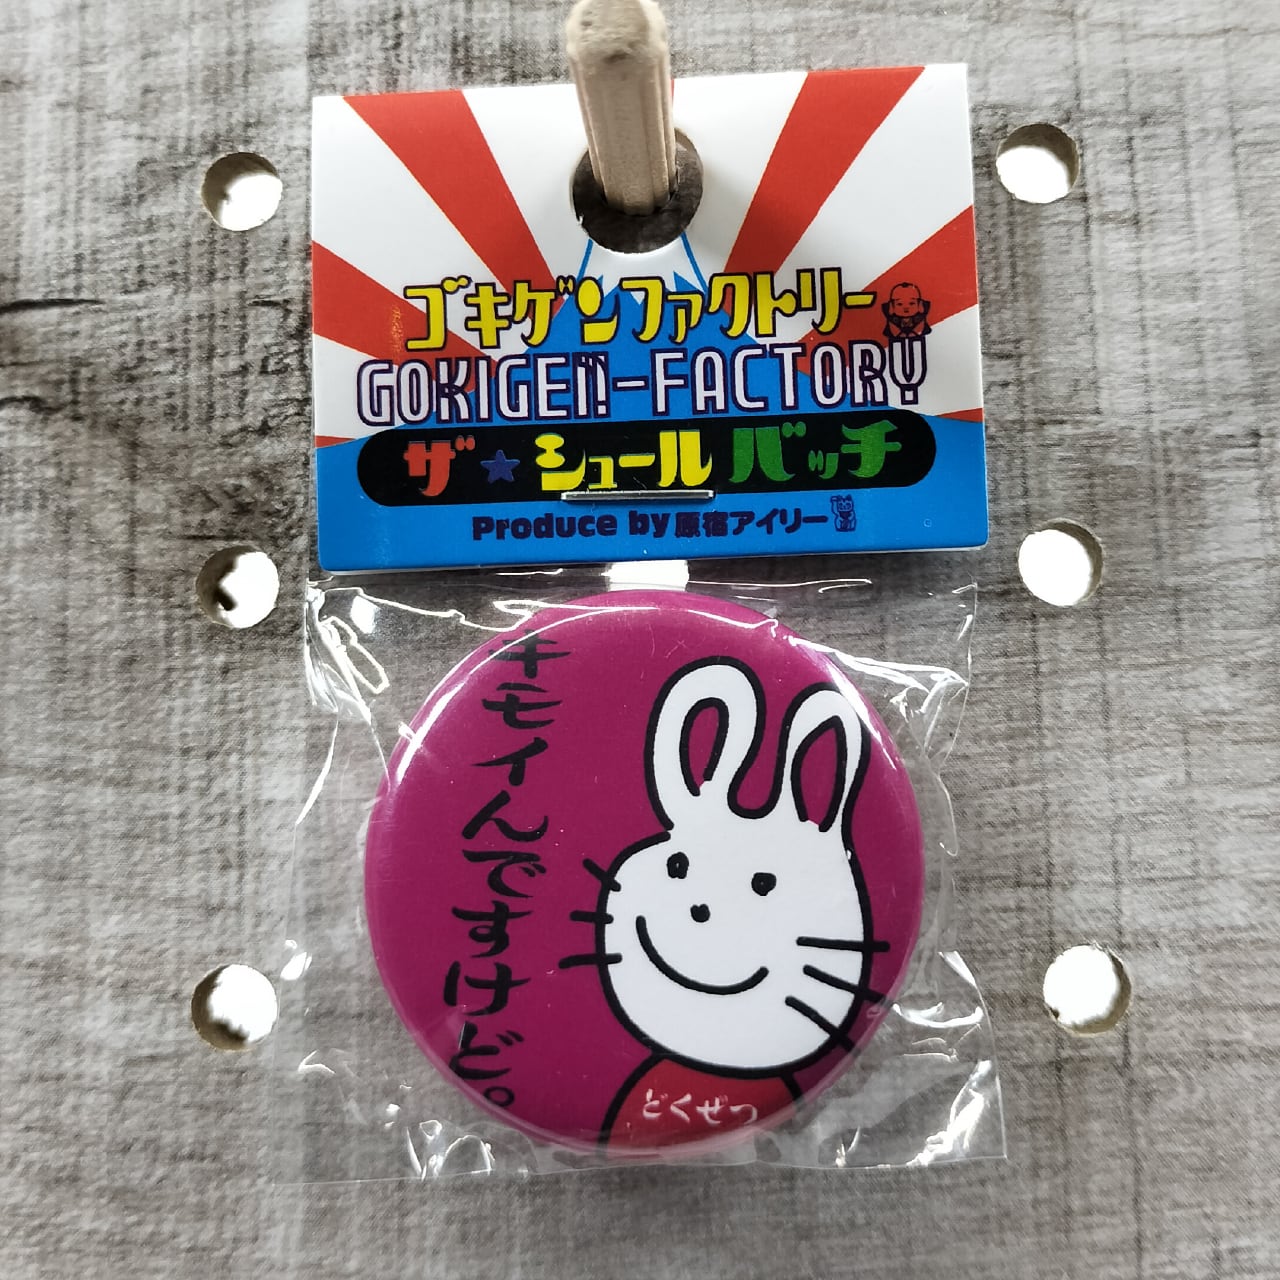 ゴキゲンファクトリー
GOKIGEN-FACTORY
ザ★シュールバッチ
Produce by 原宿アイリー
キモイんですけど。
どくぜつ